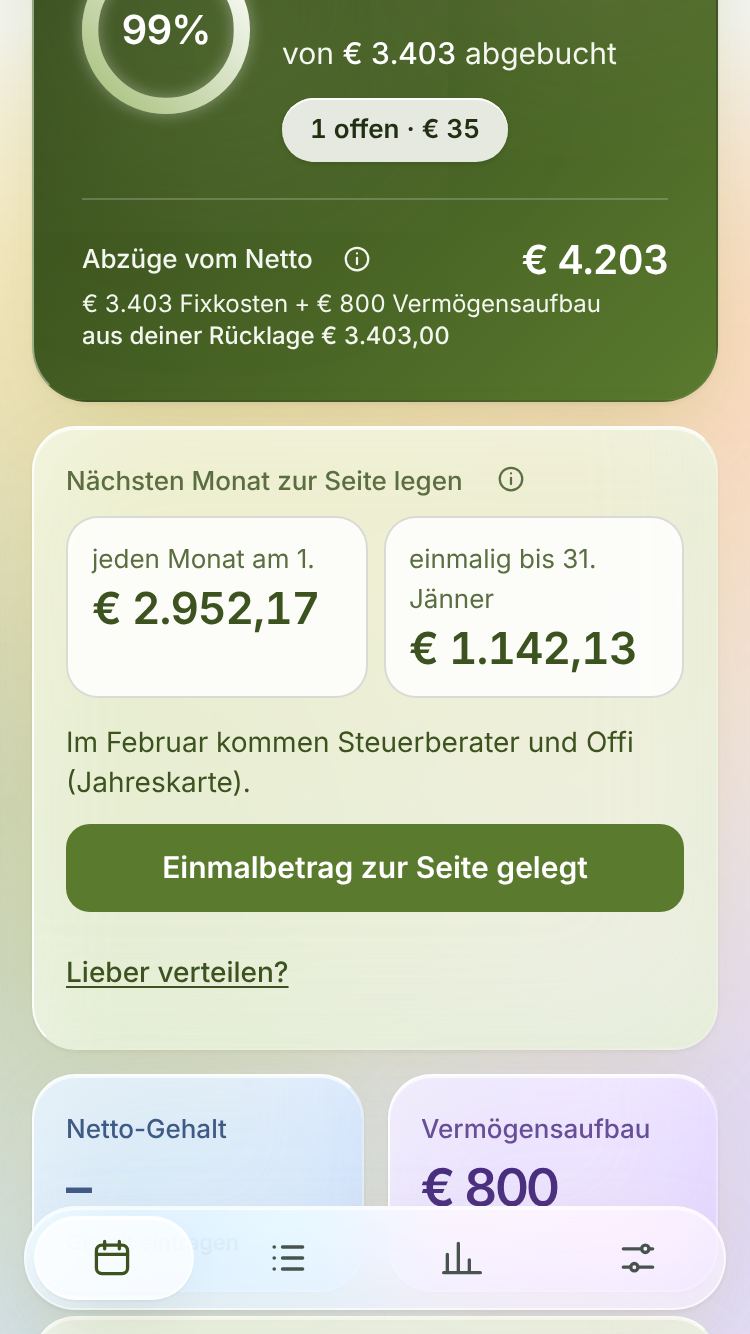 99%
von € 3.403 abgebucht
1 offen · € 35
Abzüge vom Netto
€ 4.203
€ 3.403 Fixkosten + € 800 Vermögensaufbau
aus deiner Rücklage € 3.403,00
Nächsten Monat zur Seite legen
jeden Monat am 1.
€ 2.952,17
einmalig bis 31.
Jänner
€ 1.142,13
Im Februar kommen Steuerberater und Offi
(Jahreskarte).
Einmalbetrag zur Seite gelegt
Lieber verteilen?
Netto-Gehalt
–
Vermögensaufbau
€ 800